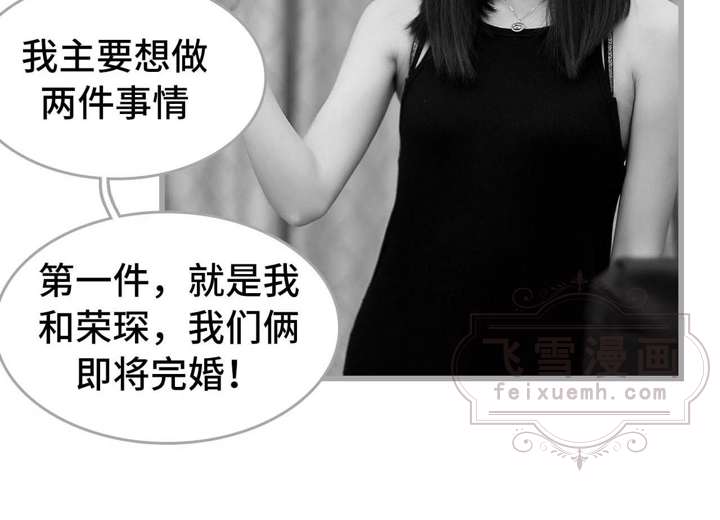 我主要想做
两件事情
第一件，就是我
和荣琛，我们俩
即将完婚！
飞雪漫画
feixuemh.com